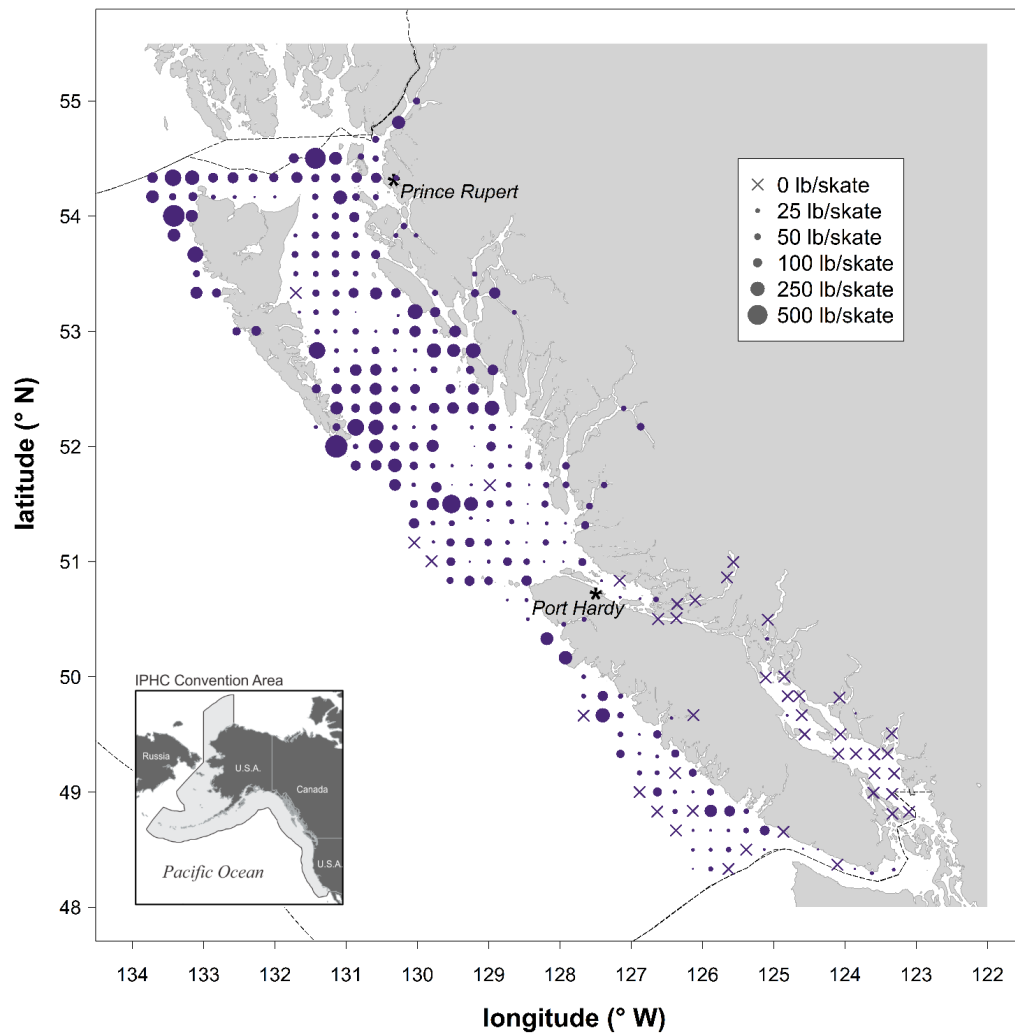 55
54
53
52
51
50
49
48
latitude (° N)
Prince Rupert
*
0 lb/skate
25 lb/skate
50 lb/skate
100 lb/skate
250 lb/skate
500 lb/skate
Port Hardy
*
IPHC Convention Area
Russia
U.S.A.
Canada
U.S.A.
Pacific Ocean
134 133 132 131 130 129 128 127 126 125 124 123 122
longitude (° W)